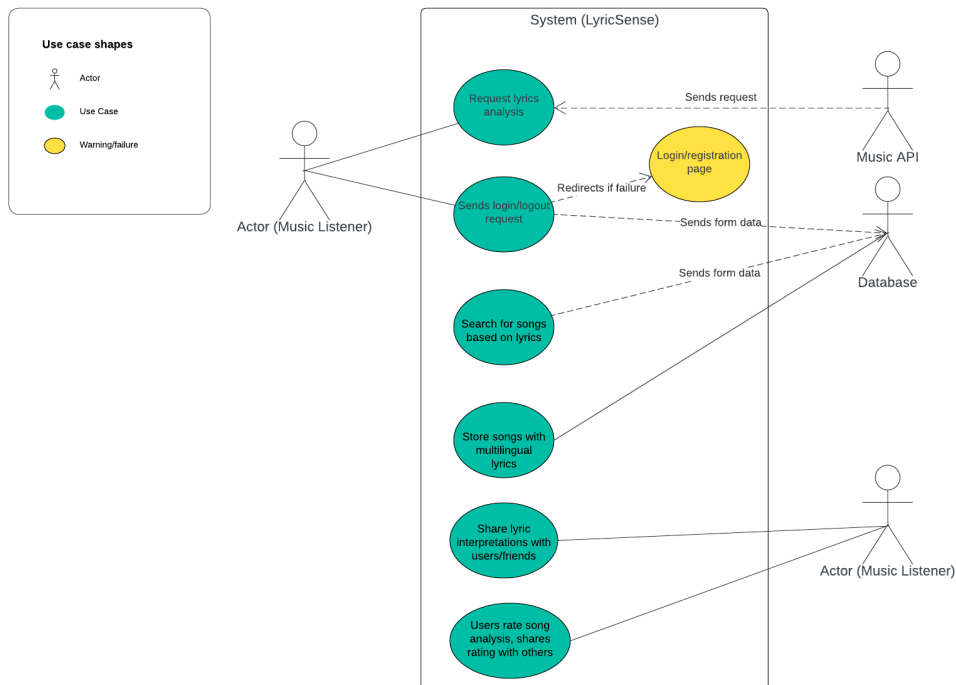 System (LyricSense)
Use case shapes
Actor
Use Case
Warning/failure
Request lyrics
analysis
Sends request
Music API
Login/registration
page
Redirects if failure
Sends login/logout
request
Actor (Music Listener)
Sends form data
Sends form data
Database
Search for songs
based on lyrics
Store songs with
multilingual
lyrics
Share lyric
interpretations with
users/friends
Actor (Music Listener)
Users rate song
analysis, shares
rating with others